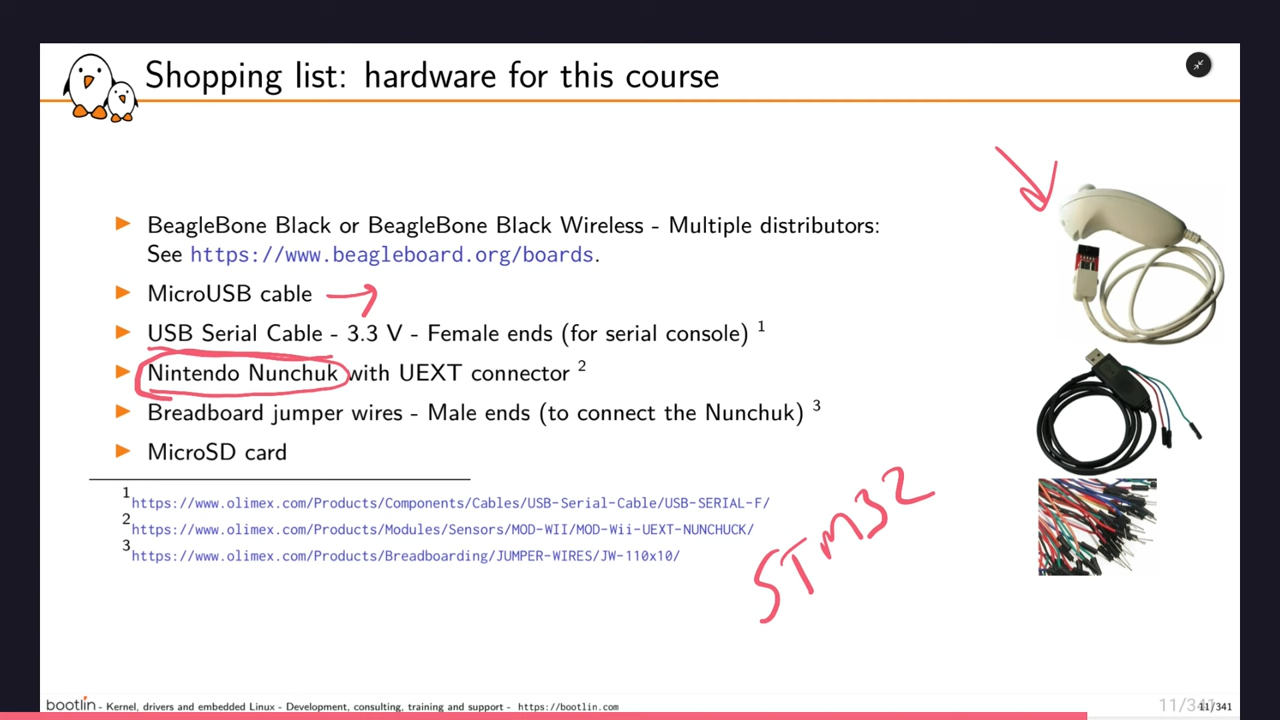 Shopping list: hardware for this course
BeagleBone Black or BeagleBone Black Wireless - Multiple distributors:
See https://www.beagleboard.org/boards.
MicroUSB cable
USB Serial Cable - 3.3 V - Female ends (for serial console) 1
Nintendo Nunchuk with UEXT connector 2
Breadboard jumper wires - Male ends (to connect the Nunchuk) 3
MicroSD card
1 https://www.olimex.com/Products/Components/Cables/USB-Serial-Cable/USB-SERIAL-F/
2 https://www.olimex.com/Products/Modules/Sensors/MOD-WII/MOD-Wii-UEXT-NUNCHUCK/
3 https://www.olimex.com/Products/Breadboarding/JUMPER-WIRES/JW-110x10/
STM32
bootlin - Kernel, drivers and embedded Linux - Development, consulting, training and support - https://bootlin.com
11/341
11/341